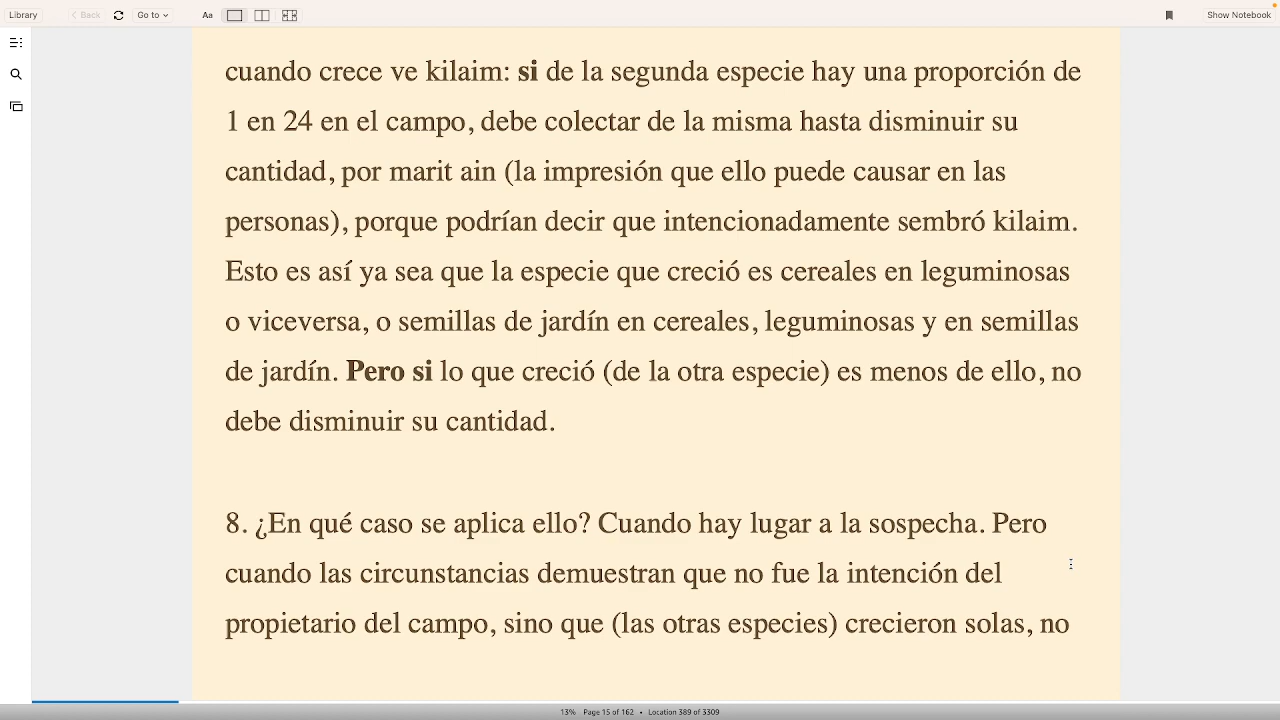 Library
Back
Go to
Aa
Show Notebook
cuando crece ve kilaim: si de la segunda especie hay una proporción de
1 en 24 en el campo, debe colectar de la misma hasta disminuir su
cantidad, por marit ain (la impresión que ello puede causar en las
personas), porque podrían decir que intencionadamente sembró kilaim.
Esto es así ya sea que la especie que creció es cereales en leguminosas
o viceversa, o semillas de jardín en cereales, leguminosas y en semillas
de jardín. Pero si lo que creció (de la otra especie) es menos de ello, no
debe disminuir su cantidad.
8. ¿En qué caso se aplica ello? Cuando hay lugar a la sospecha. Pero
cuando las circunstancias demuestran que no fue la intención del
propietario del campo, sino que (las otras especies) crecieron solas, no
13% Page 15 of 162 • Location 389 of 3309